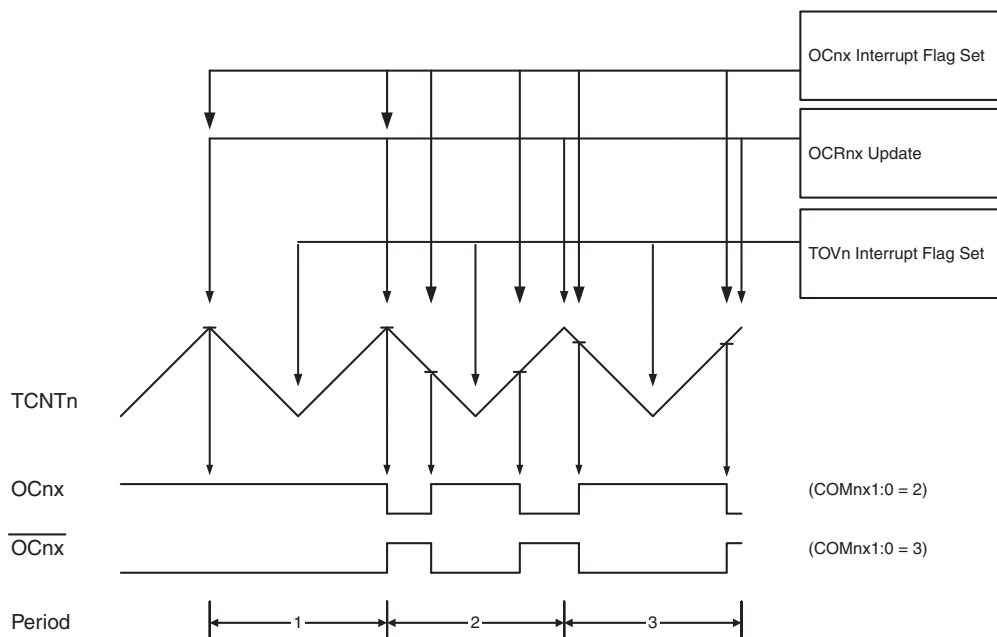 OCnx Interrupt Flag Set
OCRnx Update
TOVn Interrupt Flag Set
TCNTn
OCnx
(COMnx1:0 = 2)
OCnx
(COMnx1:0 = 3)
Period
1
2
3